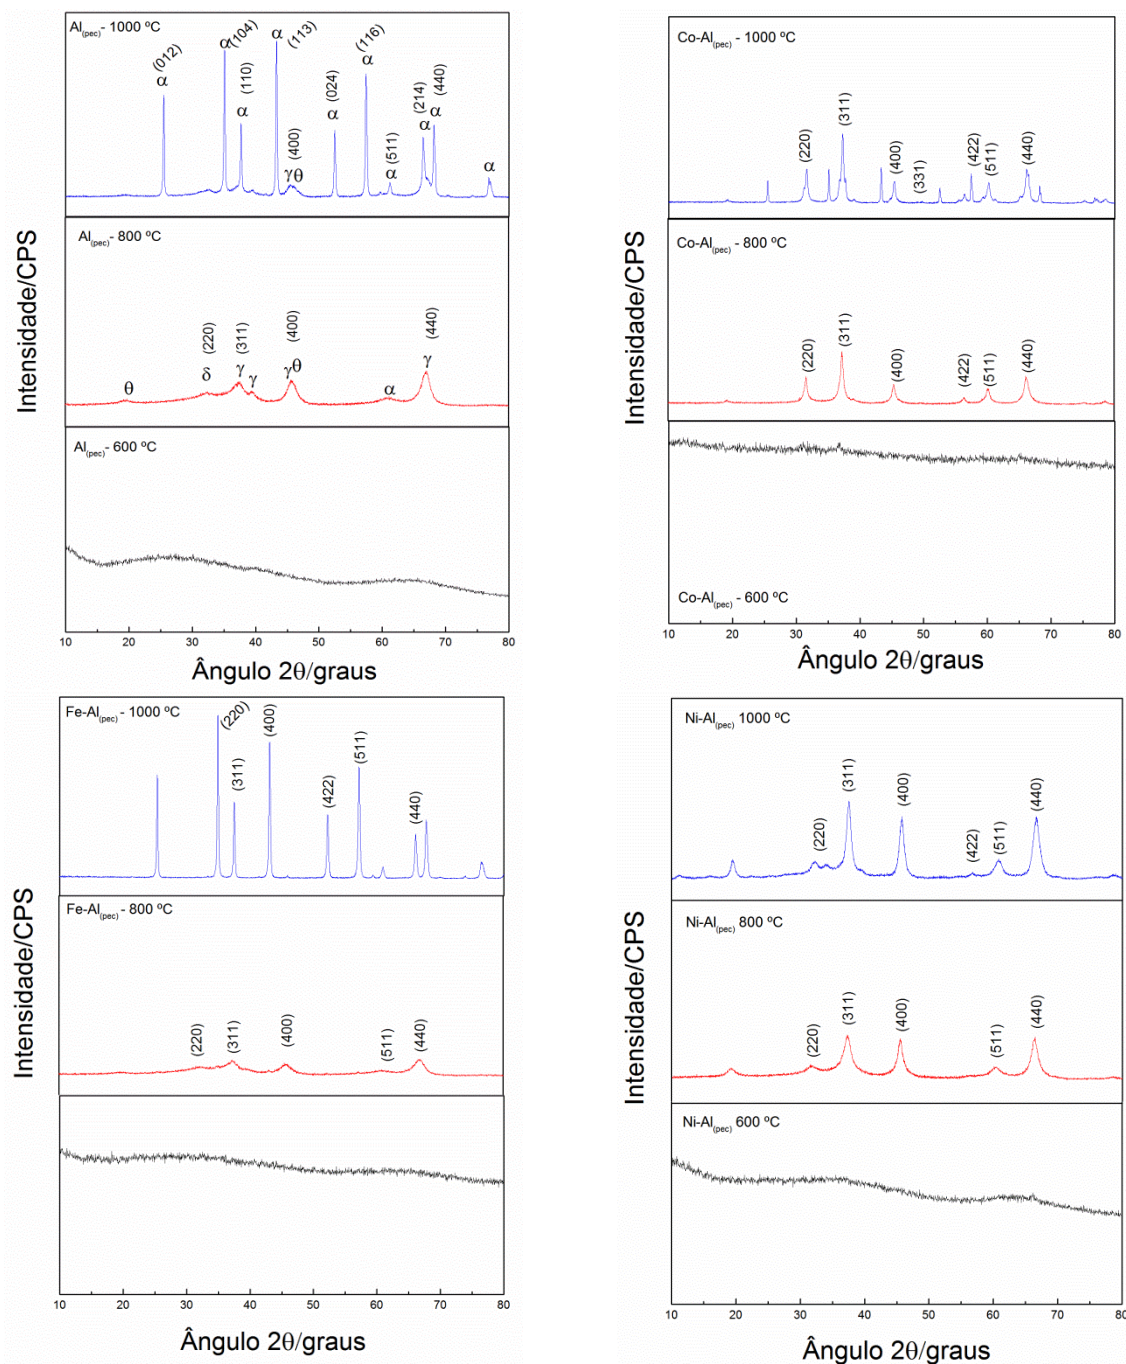 Al(pec)- 1000 ºC
α
(012)
α
(104)
α
(110)
α
(113)
γθ
(400)
α
(024)
α
(116)
α
(511)
α
(214)
α
(440)
α
Al(pec)- 800 ºC
θ
δ
(220)
γ
(311)
γ
γθ
(400)
α
γ
(440)
Al(pec)- 600 ºC
10 20 30 40 50 60 70 80
Ângulo 2θ/graus
Intensidade/CPS
Co-Al(pec) - 1000 ºC
(220)
(311)
(400)
(331)
(422)
(511)
(440)
Co-Al(pec) - 800 ºC
(220)
(311)
(400)
(422)
(511)
(440)
Co-Al(pec) - 600 ºC
10 20 30 40 50 60 70 80
Ângulo 2θ/graus
Intensidade/CPS
Fe-Al(pec) - 1000 ºC
(220)
(311)
(400)
(422)
(511)
(440)
Fe-Al(pec) - 800 ºC
(220)
(311)
(400)
(511)
(440)
10 20 30 40 50 60 70 80
Ângulo 2θ/graus
Intensidade/CPS
Ni-Al(pec) 1000 ºC
(220)
(311)
(400)
(422)
(511)
(440)
Ni-Al(pec) 800 ºC
(220)
(311)
(400)
(511)
(440)
Ni-Al(pec) 600 ºC
10 20 30 40 50 60 70 80
Ângulo 2θ/graus
Intensidade/CPS